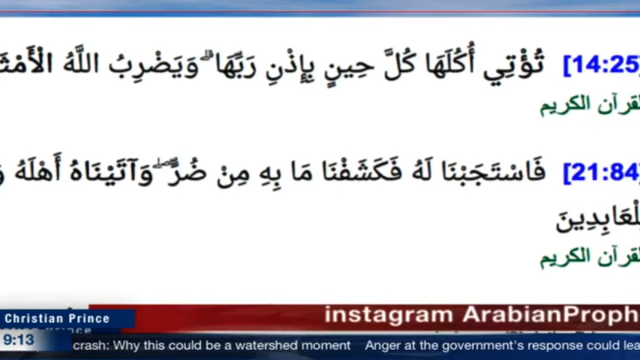 [14:25] تُؤْتِي أُكُلَهَا كُلَّ حِينٍ بِإِذْنِ رَبِّهَا ۗ وَيَضْرِبُ اللَّهُ الْأَمْثَا
القرآن الكريم
[21:84] فَاسْتَجَبْنَا لَهُ فَكَشَفْنَا مَا بِهِ مِنْ ضُرٍّ ۖ وَآتَيْنَاهُ أَهْلَهُ وَ
لِلْعَابِدِينَ
القرآن الكريم
Christian Prince
instagram ArabianProph
9:13
crash: Why this could be a watershed moment Anger at the government's response could lea